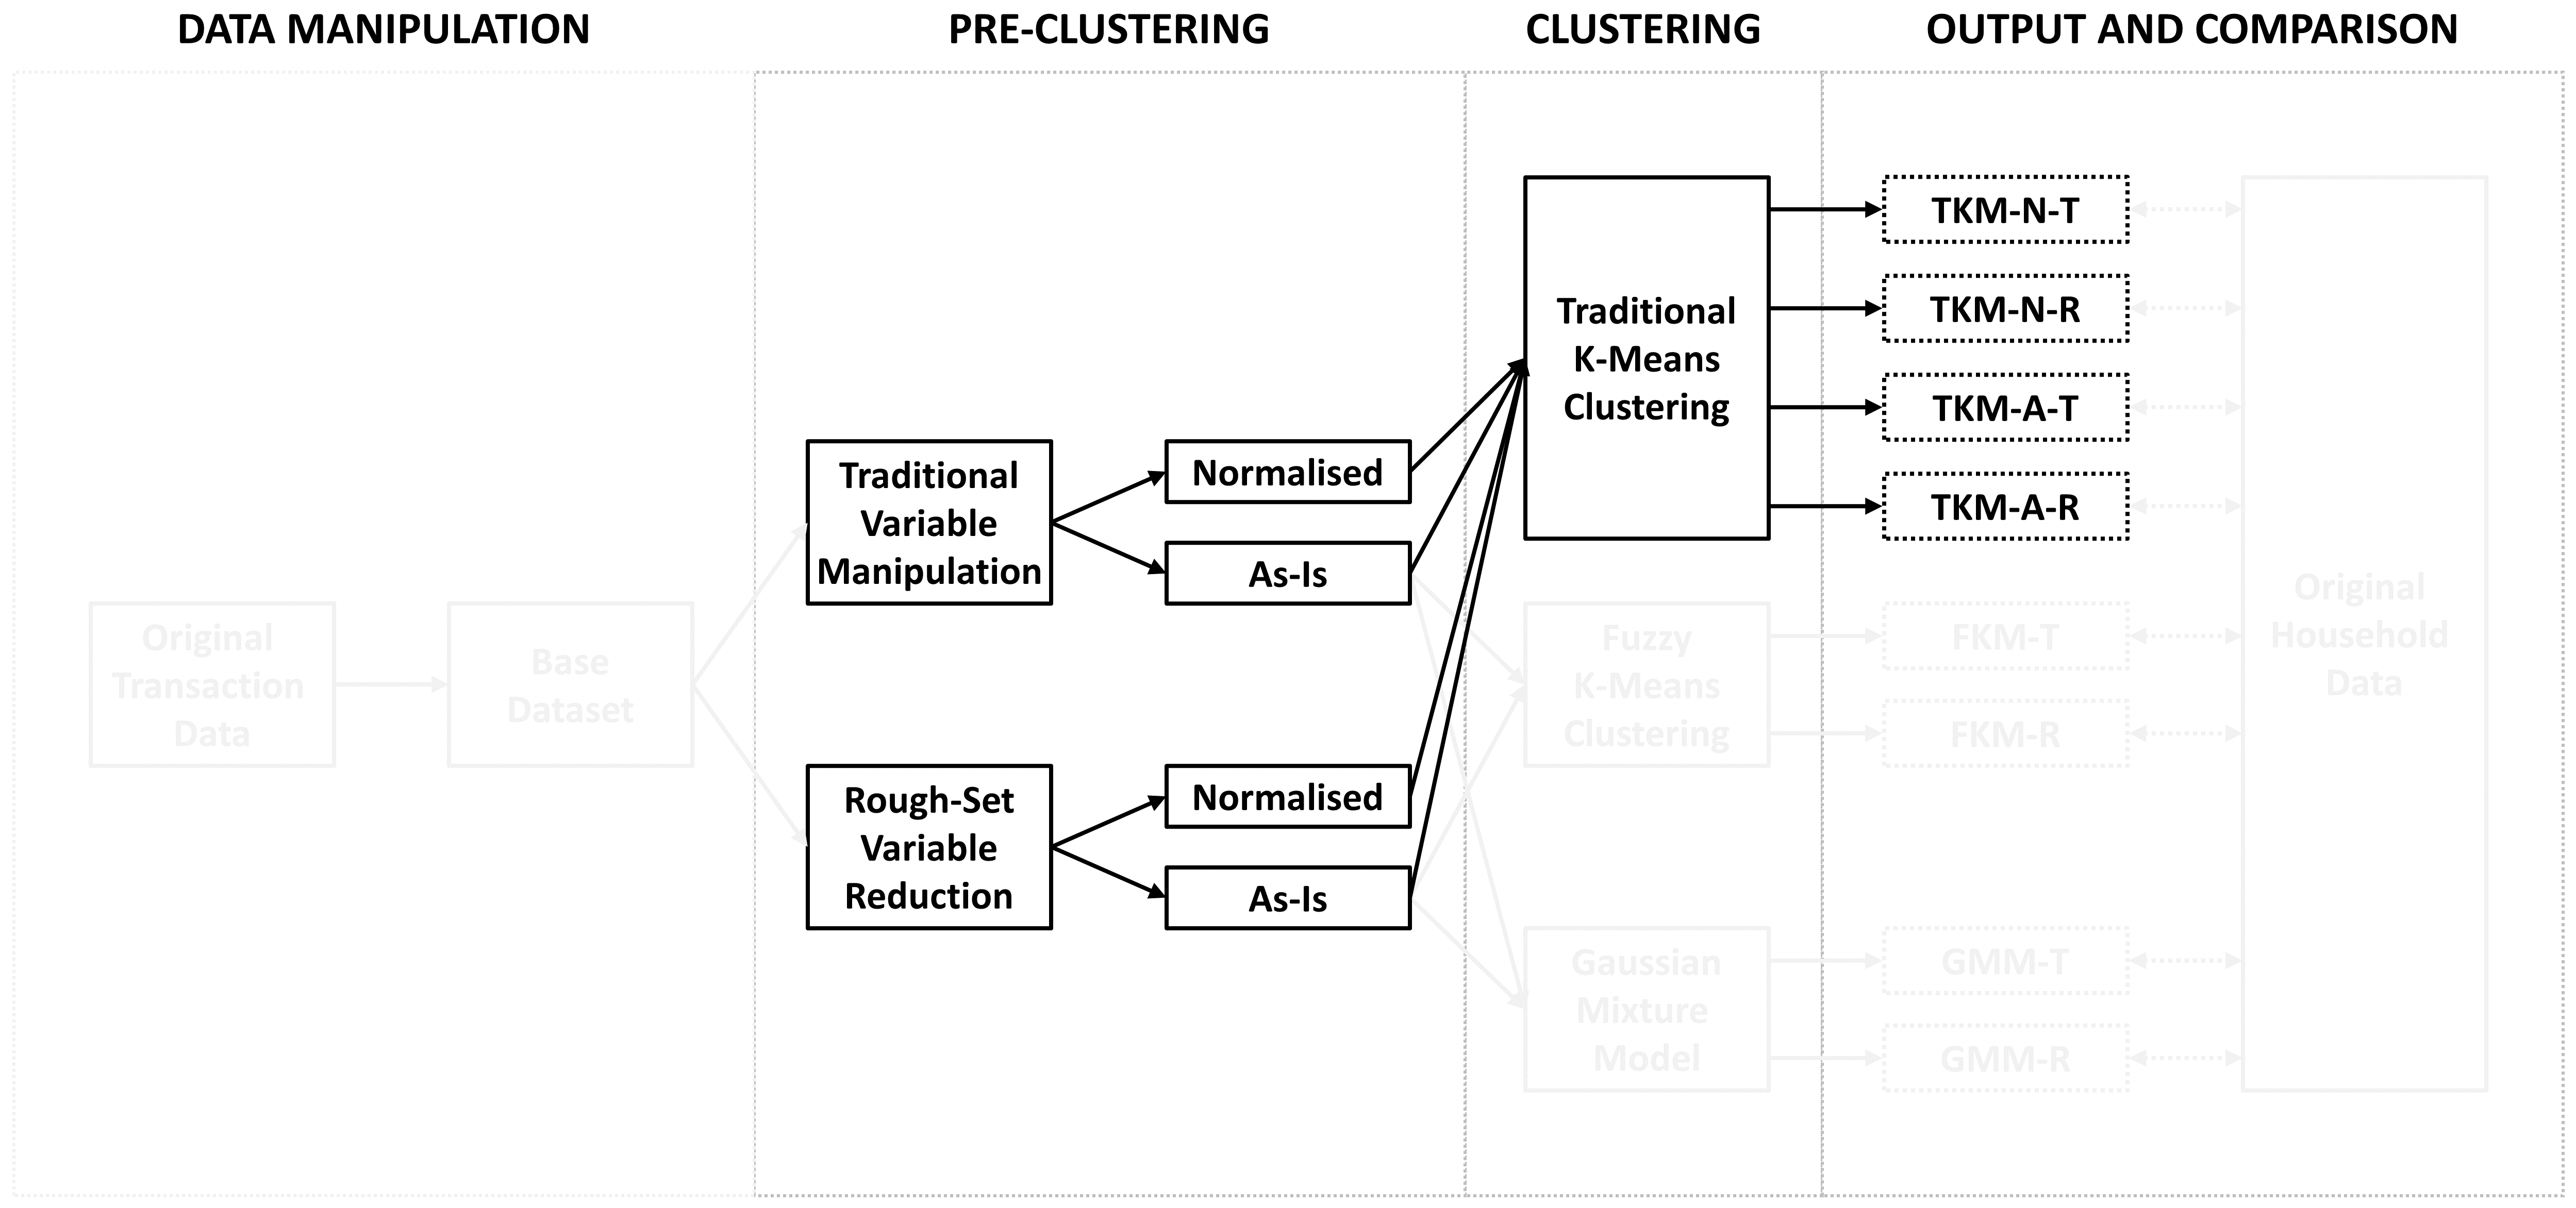 DATA MANIPULATION
PRE-CLUSTERING
CLUSTERING
OUTPUT AND COMPARISON
Original
Transaction
Data
Base
Dataset
Traditional
Variable
Manipulation
Normalised
As-Is
Rough-Set
Variable
Reduction
Normalised
As-Is
Traditional
K-Means
Clustering
Fuzzy
K-Means
Clustering
Gaussian
Mixture
Model
TKM-N-T
TKM-N-R
TKM-A-T
TKM-A-R
FKM-T
FKM-R
GMM-T
GMM-R
Original
Household
Data